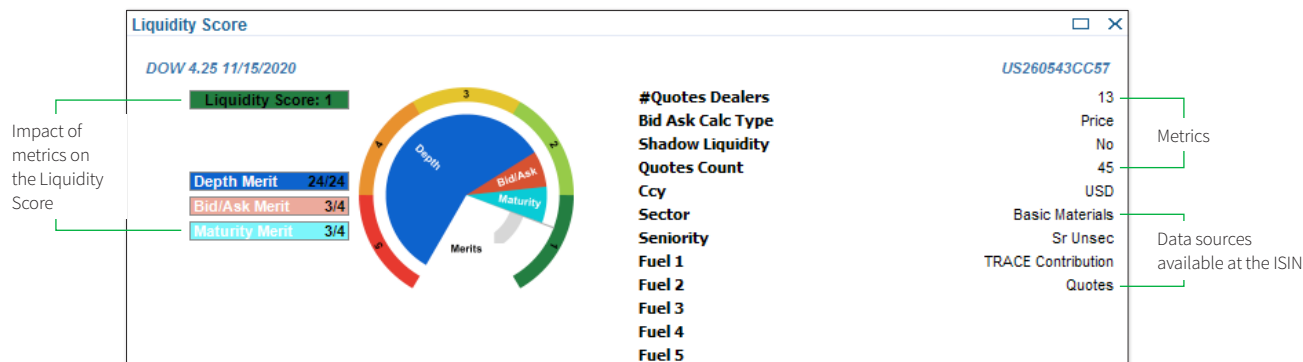 Liquidity Score
DOW 4.25 11/15/2020
US260543CC57
Liquidity Score: 1
Depth Merit 24/24
Bid/Ask Merit 3/4
Maturity Merit 3/4
Impact of
metrics on
the Liquidity
Score
3
4
2
5
1
Depth
Bid/Ask
Maturity
Merits
#Quotes Dealers 13
Bid Ask Calc Type Price
Shadow Liquidity No
Quotes Count 45
Ccy USD
Sector Basic Materials
Seniority Sr Unsec
Fuel 1 TRACE Contribution
Fuel 2 Quotes
Fuel 3
Fuel 4
Fuel 5
Metrics
Data sources
available at the ISIN